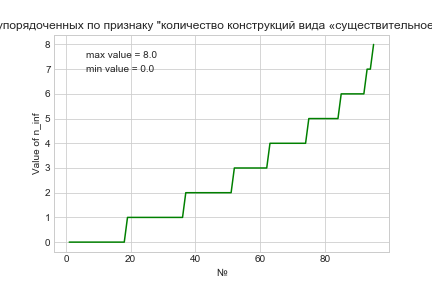 упорядоченных по признаку "количество конструкций вида «существительное
max value = 8.0
min value = 0.0
Value of n_inf
8
7
6
5
4
3
2
1
0
0 20 40 60 80
№